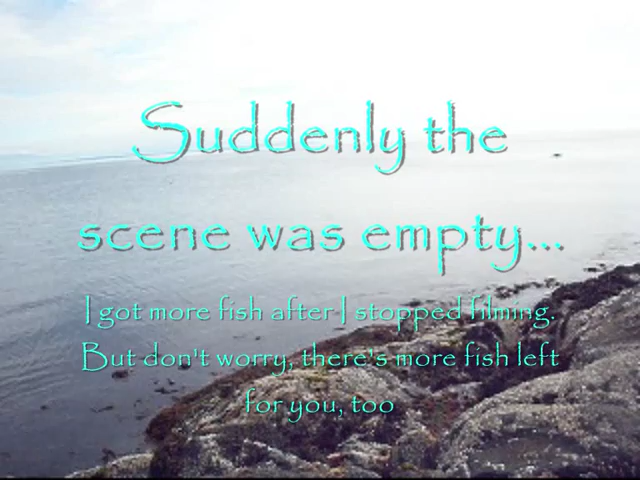 Suddenly the
scene was empty...
I got more fish after I stopped filming.
But don't worry, there's more fish left
for you, too